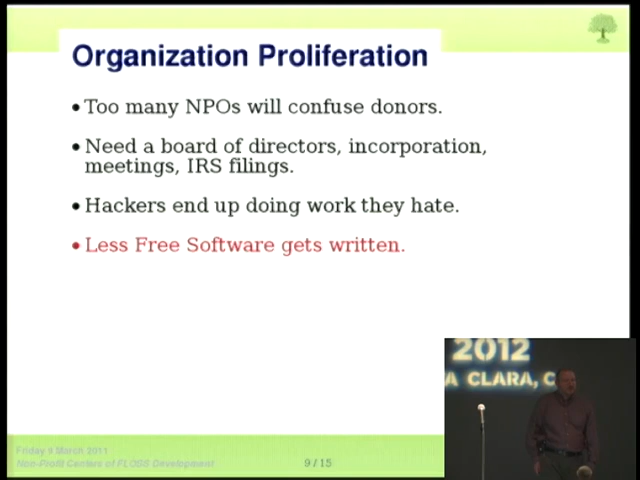 Organization Proliferation
• Too many NPOs will confuse donors.
• Need a board of directors, incorporation,
meetings, IRS filings.
• Hackers end up doing work they hate.
• Less Free Software gets written.
2012
A CLARA, C
Friday 9 March 2011
Non-Profit Centers of FLOSS Development
9 / 15